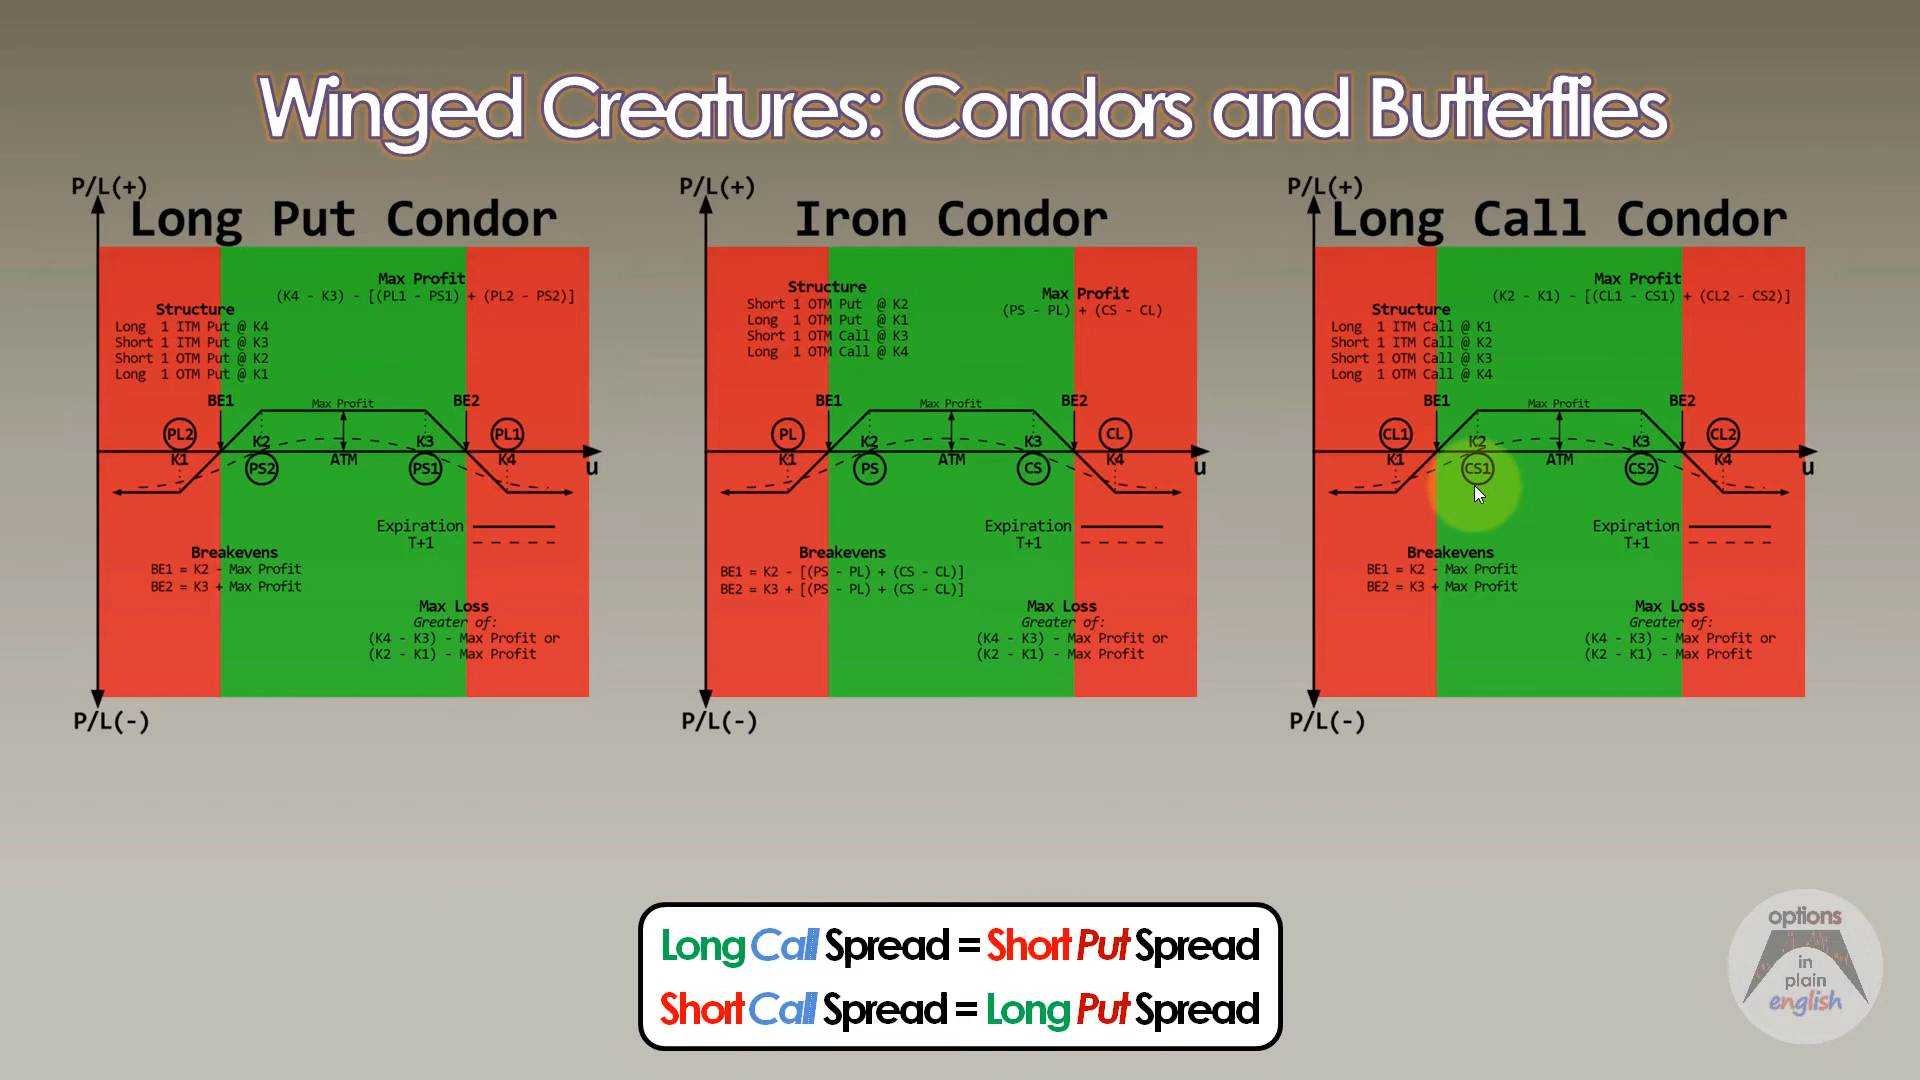 Winged Creatures: Condors and Butterflies
P/L(+)
Long Put Condor
Max Profit
(K4 - K3) - [(PL1 - PS1) + (PL2 - PS2)]
Structure
Long 1 ITM Put @ K4
Short 1 ITM Put @ K3
Short 1 OTM Put @ K2
Long 1 OTM Put @ K1
BE1
Max Profit
BE2
PL2
K2
K3
PL1
K1
PS2
ATM
PS1
K4
u
Expiration
T+1
Breakevens
BE1 = K2 - Max Profit
BE2 = K3 + Max Profit
Max Loss
Greater of:
(K4 - K3) - Max Profit or
(K2 - K1) - Max Profit
P/L(-)
P/L(+)
Iron Condor
Structure
Short 1 OTM Put @ K2
Long 1 OTM Put @ K1
Short 1 OTM Call @ K3
Long 1 OTM Call @ K4
Max Profit
(PS - PL) + (CS - CL)
BE1
Max Profit
BE2
PL
K2
K3
CL
K1
PS
ATM
CS
K4
u
Expiration
T+1
Breakevens
BE1 = K2 - [(PS - PL) + (CS - CL)]
BE2 = K3 + [(PS - PL) + (CS - CL)]
Max Loss
Greater of:
(K4 - K3) - Max Profit or
(K2 - K1) - Max Profit
P/L(-)
P/L(+)
Long Call Condor
Max Profit
(K2 - K1) - [(CL1 - CS1) + (CL2 - CS2)]
Structure
Long 1 ITM Call @ K1
Short 1 ITM Call @ K2
Short 1 OTM Call @ K3
Long 1 OTM Call @ K4
BE1
Max Profit
BE2
CL1
K2
K3
CL2
K1
CS1
ATM
CS2
K4
u
Expiration
T+1
Breakevens
BE1 = K2 - Max Profit
BE2 = K3 + Max Profit
Max Loss
Greater of:
(K4 - K3) - Max Profit or
(K2 - K1) - Max Profit
P/L(-)
Long Call Spread = Short Put Spread
Short Call Spread = Long Put Spread
options
in
plain
english